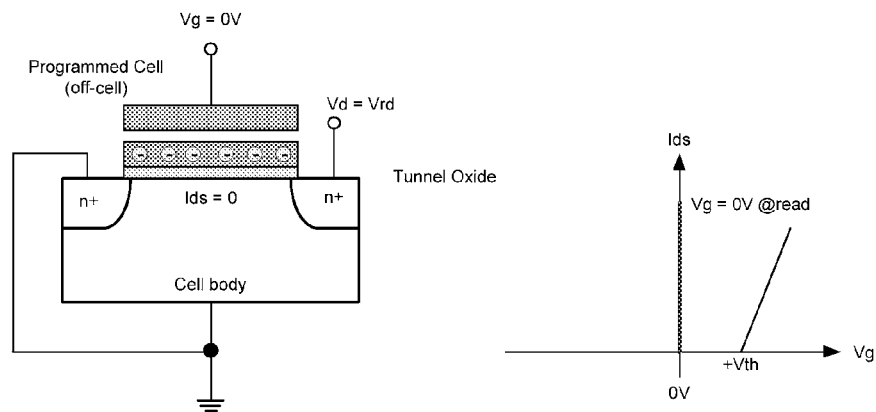 Vg = 0V
Programmed Cell
(off-cell)
Vd = Vrd
- - - - - -
Tunnel Oxide
n+
Ids = 0
n+
Cell body
Ids
Vg = 0V @read
+Vth
Vg
0V